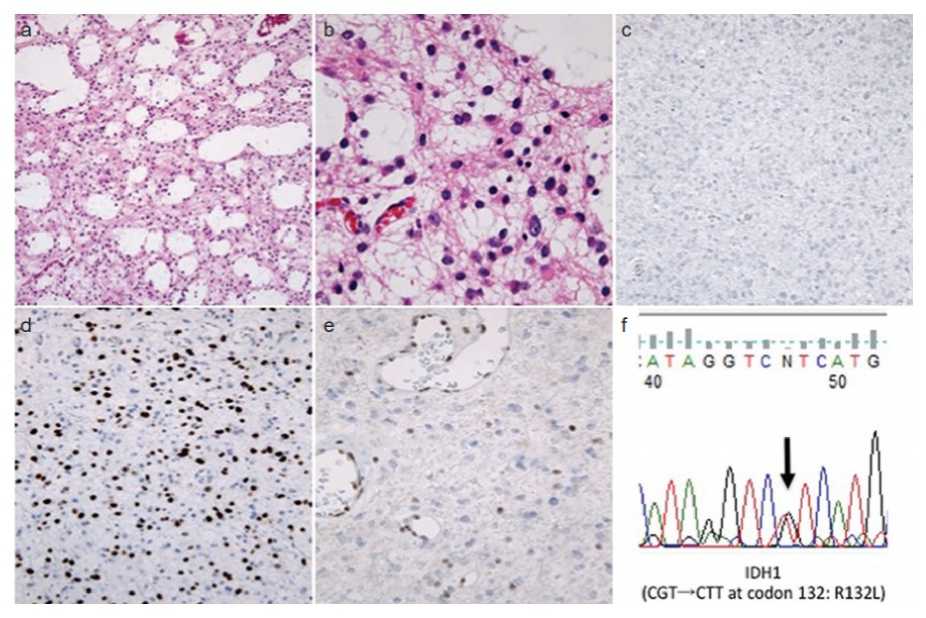 a
b
c
d
e
f
:ATAGGTCNTCATG
40 50
IDH1
(CGT→CTT at codon 132: R132L)